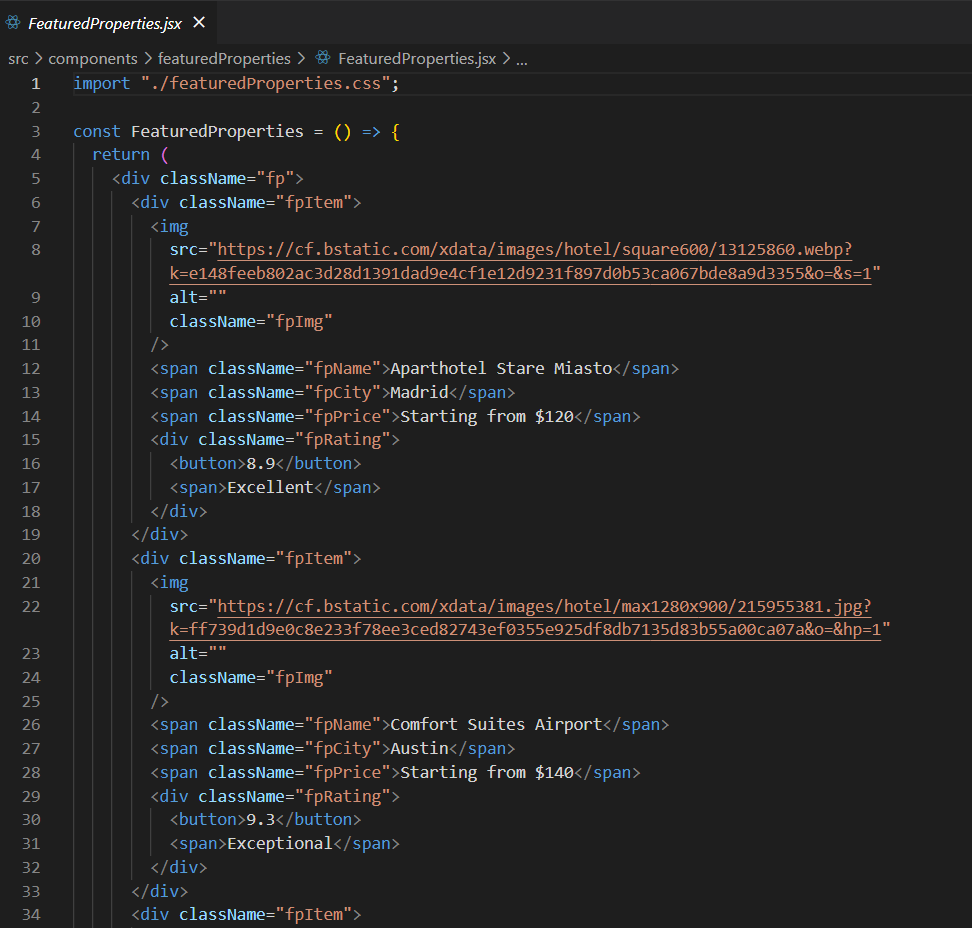 FeaturedProperties.jsx ×
src > components > featuredProperties > FeaturedProperties.jsx > ...
1 import "./featuredProperties.css";
2
3 const FeaturedProperties = () => {
4 return (
5 <div className="fp">
6 <div className="fpItem">
7 <img
8 src="https://cf.bstatic.com/xdata/images/hotel/square600/13125860.webp?
k=e148feeb802ac3d28d1391dad9e4cf1e12d9231f897d0b53ca067bde8a9d3355&o=&s=1"
9 alt=""
10 className="fpImg"
11 />
12 <span className="fpName">Aparthotel Stare Miasto</span>
13 <span className="fpCity">Madrid</span>
14 <span className="fpPrice">Starting from $120</span>
15 <div className="fpRating">
16 <button>8.9</button>
17 <span>Excellent</span>
18 </div>
19 </div>
20 <div className="fpItem">
21 <img
22 src="https://cf.bstatic.com/xdata/images/hotel/max1280x900/215955381.jpg?
k=ff739d1d9e0c8e233f78ee3ced82743ef0355e925df8db7135d83b55a00ca07a&o=&hp=1"
23 alt=""
24 className="fpImg"
25 />
26 <span className="fpName">Comfort Suites Airport</span>
27 <span className="fpCity">Austin</span>
28 <span className="fpPrice">Starting from $140</span>
29 <div className="fpRating">
30 <button>9.3</button>
31 <span>Exceptional</span>
32 </div>
33 </div>
34 <div className="fpItem">